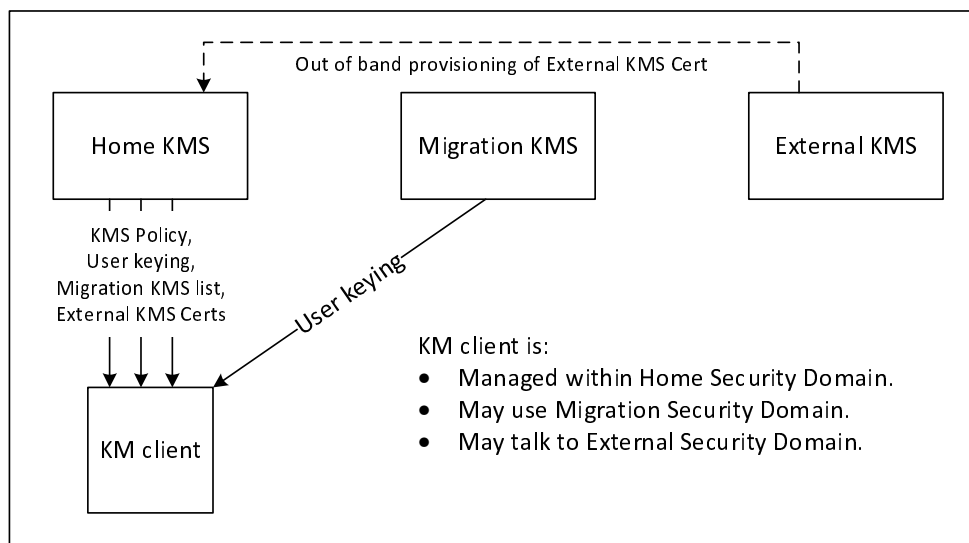 Out of band provisioning of External KMS Cert
Home KMS
Migration KMS
External KMS
KMS Policy,
User keying,
Migration KMS list,
External KMS Certs
User keying
KM client is:
• Managed within Home Security Domain.
• May use Migration Security Domain.
• May talk to External Security Domain.
KM client